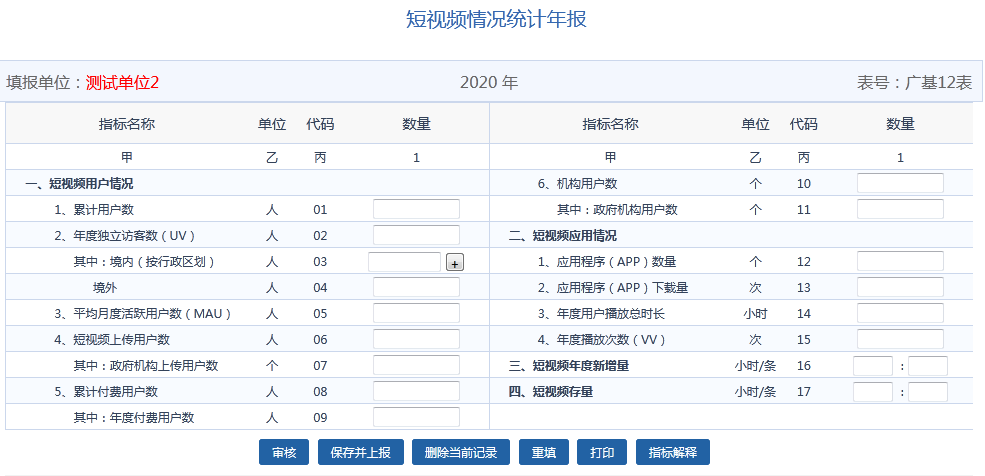 短视频情况统计年报
填报单位：测试单位2 2020 年 表号：广基12表
指标名称 单位 代码 数量 指标名称 单位 代码 数量
甲 乙 丙 1 甲 乙 丙 1
一、短视频用户情况 6、机构用户数 个 10
1、累计用户数 人 01 其中：政府机构用户数 个 11
2、年度独立访客数（UV） 人 02 二、短视频应用情况
其中：境内（按行政区划） 人 03 + 1、应用程序（APP）数量 个 12
境外 人 04 2、应用程序（APP）下载量 次 13
3、平均月度活跃用户数（MAU） 人 05 3、年度用户播放总时长 小时 14
4、短视频上传用户数 人 06 4、年度播放次数（VV） 次 15
其中：政府机构上传用户数 个 07 三、短视频年度新增量 小时/条 16 :
5、累计付费用户数 人 08 四、短视频存量 小时/条 17 :
其中：年度付费用户数 人 09
审核 保存并上报 删除当前记录 重填 打印 指标解释